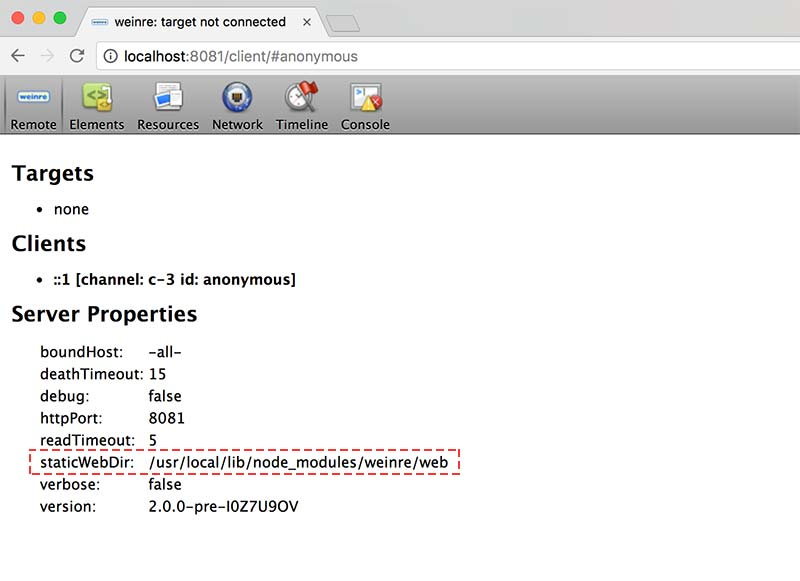 weinre: target not connected
localhost:8081/client/#anonymous
weinre
Remote Elements Resources Network Timeline Console
Targets
none
Clients
::1 [channel: c-3 id: anonymous]
Server Properties
boundHost: -all-
deathTimeout: 15
debug: false
httpPort: 8081
readTimeout: 5
staticWebDir: /usr/local/lib/node_modules/weinre/web
verbose: false
version: 2.0.0-pre-I0Z7U9OV